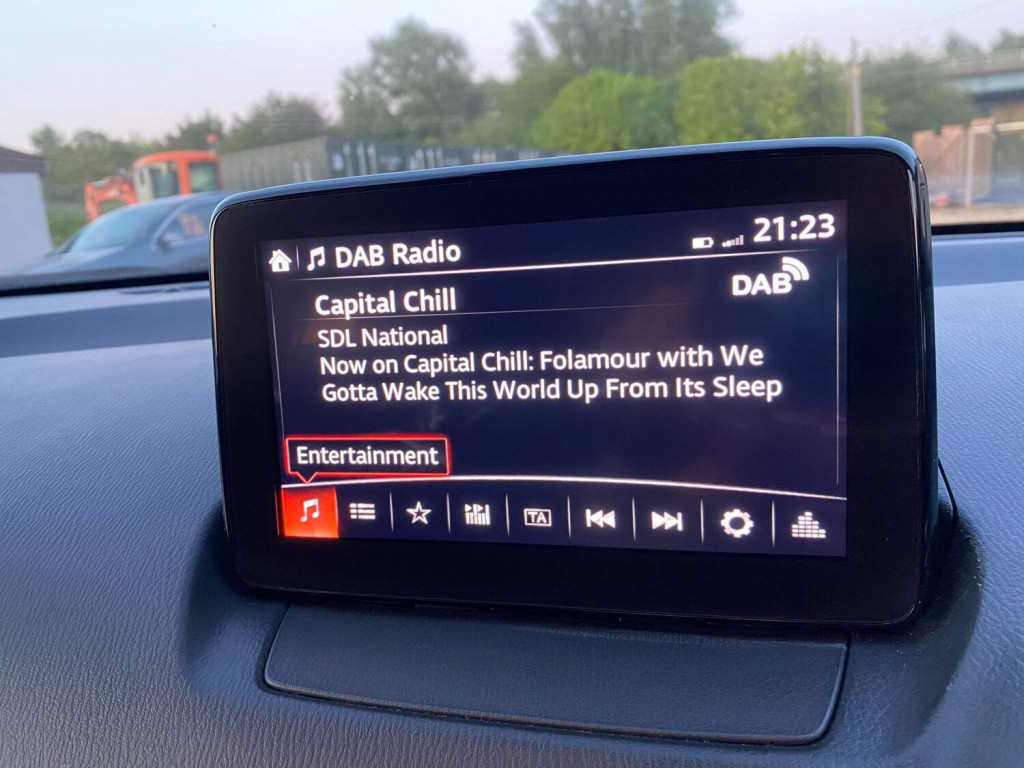 DAB Radio
21:23
Capital Chill
DAB
SDL National
Now on Capital Chill: Folamour with We
Gotta Wake This World Up From Its Sleep
Entertainment
TA